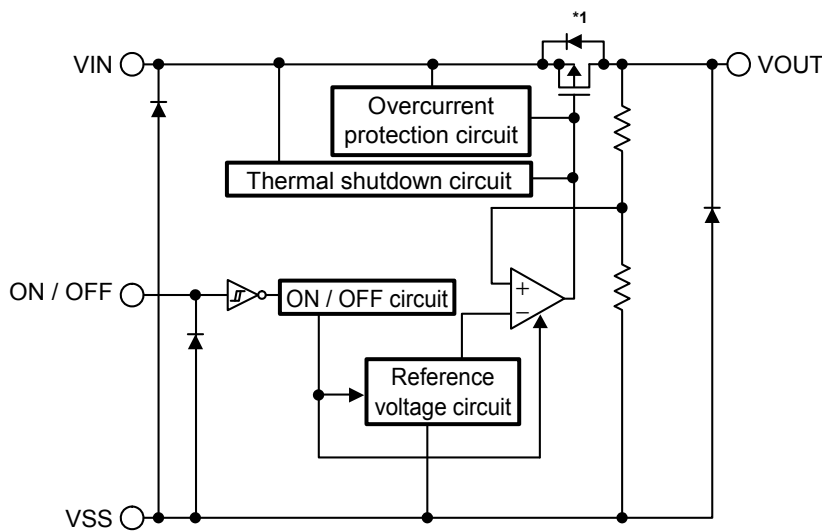 *1
VIN
VOUT
Overcurrent
protection circuit
Thermal shutdown circuit
ON / OFF
ON / OFF circuit
+
−
Reference
voltage circuit
VSS